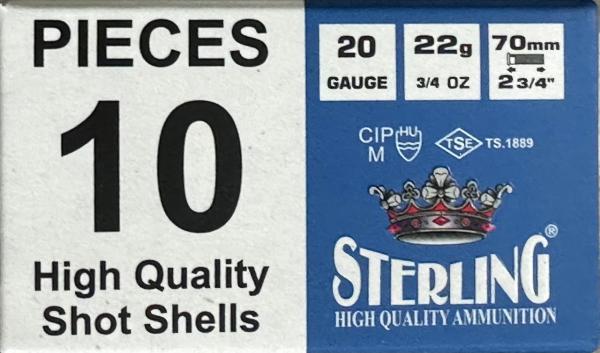 PIECES
10
High Quality
Shot Shells
20
GAUGE
22g
3/4 OZ
70mm
2 3/4"
CIP
M
HU
TSE
TS.1889
STERLING®
HIGH QUALITY AMMUNITION